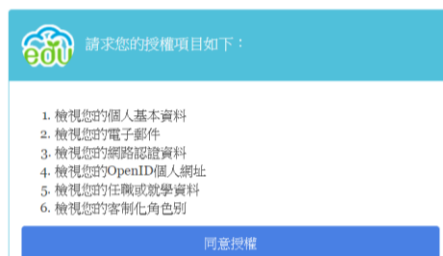 edu
請求您的授權項目如下：
1. 檢視您的個人基本資料
2. 檢視您的電子郵件
3. 檢視您的網路認證資料
4. 檢視您的OpenID個人網址
5. 檢視您的任職或就學資料
6. 檢視您的客制化角色別
同意授權